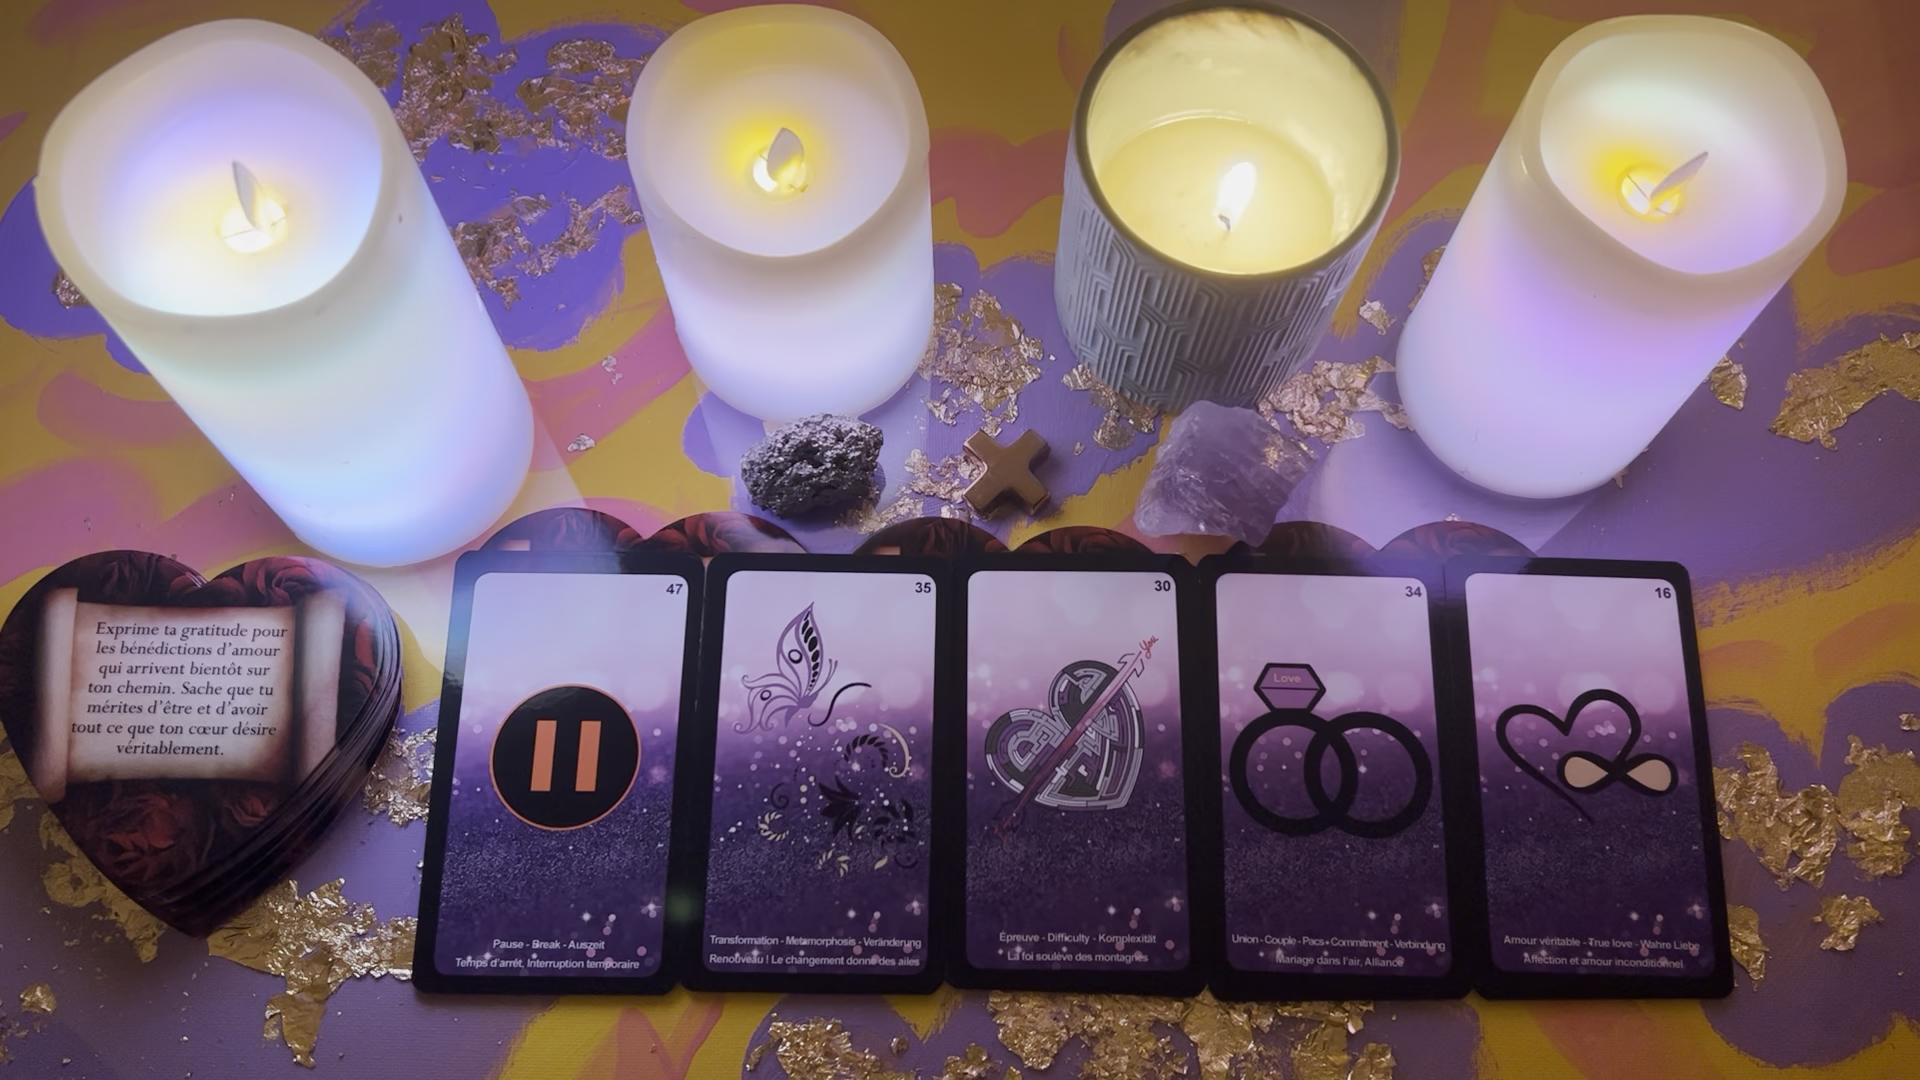 Exprime ta gratitude pour
les bénédictions d'amour
qui arrivent bientôt sur
ton chemin. Sache que tu
mérites d'être et d'avoir
tout ce que ton cœur désire
véritablement.
47
Pause - Break - Auszeit
Temps d'arrêt, Interruption temporaire
35
Transformation - Metamorphosis - Veränderung
Renouveau ! Le changement donne des ailes
30
You
Épreuve - Difficulty - Komplexität
La foi soulève des montagnes
34
Love
Union - Couple - Pacs - Commitment - Verbindung
Mariage dans l'air, Alliance
16
Amour véritable - True love - Wahre Liebe
Affection et amour inconditionnel